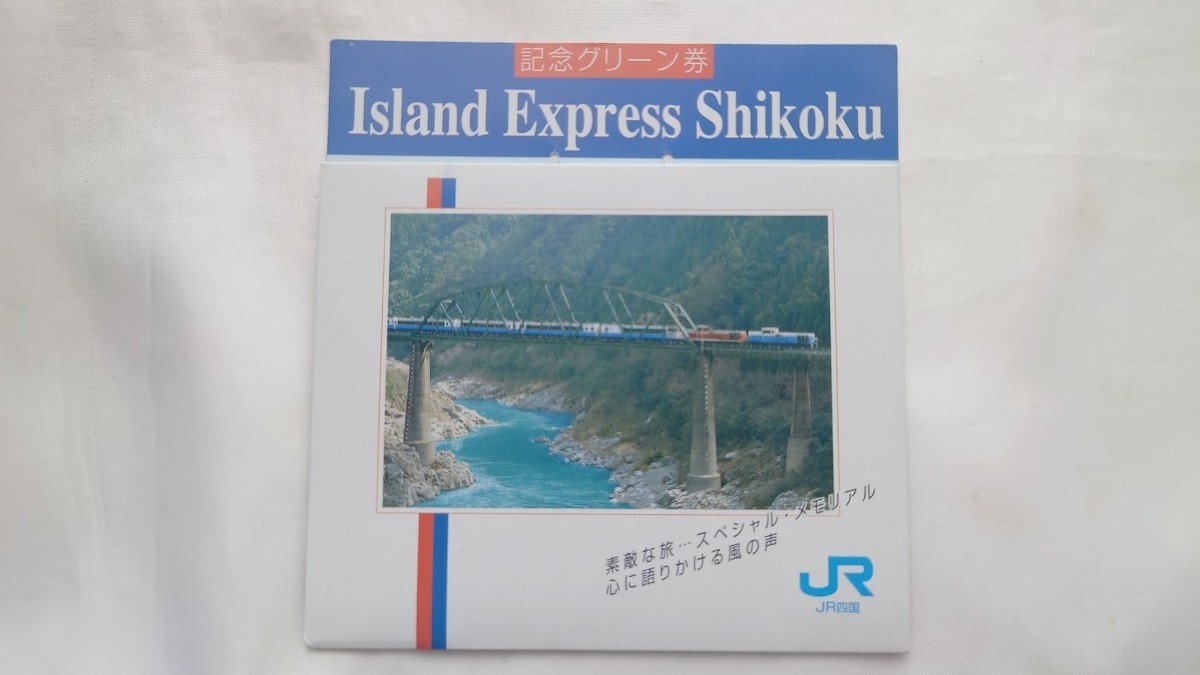 記念グリーン券
Island Express Shikoku
素敵な旅…スペシャル・メモリアル
心に語りかける風の声
JR
JR四国